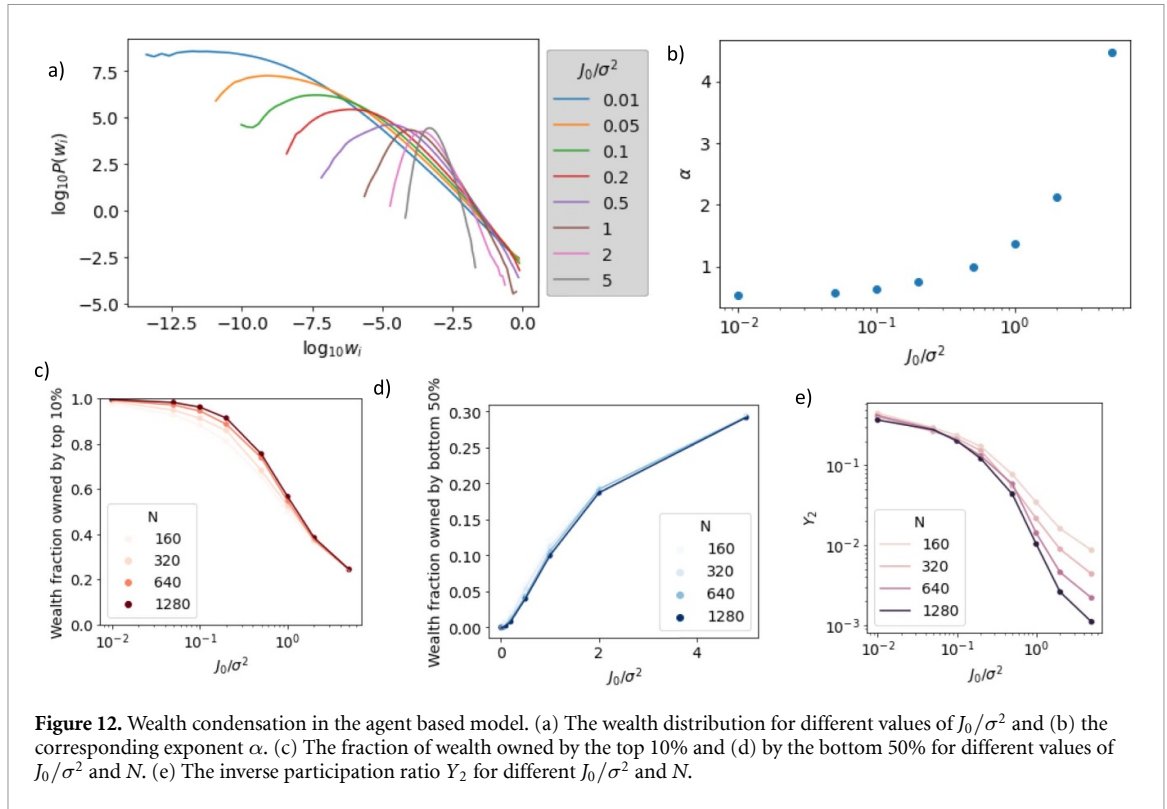 a)
log₁₀P(wᵢ)
7.5
5.0
2.5
0.0
−2.5
−5.0
−12.5 −10.0 −7.5 −5.0 −2.5 0.0
log₁₀wᵢ
J₀/σ²
0.01
0.05
0.1
0.2
0.5
1
2
5
b)
α
4
3
2
1
10⁻² 10⁻¹ 10⁰
J₀/σ²
c)
Wealth fraction owned by top 10%
1.0
0.8
0.6
0.4
0.2
0.0
N
160
320
640
1280
10⁻² 10⁻¹ 10⁰
J₀/σ²
d)
Wealth fraction owned by bottom 50%
0.30
0.25
0.20
0.15
0.10
0.05
0.00
N
160
320
640
1280
0 2 4
J₀/σ²
e)
Y₂
10⁻¹
10⁻²
10⁻³
N
160
320
640
1280
10⁻² 10⁻¹ 10⁰
J₀/σ²
Figure 12. Wealth condensation in the agent based model. (a) The wealth distribution for different values of J₀/σ² and (b) the
corresponding exponent α. (c) The fraction of wealth owned by the top 10% and (d) by the bottom 50% for different values of
J₀/σ² and N. (e) The inverse participation ratio Y₂ for different J₀/σ² and N.